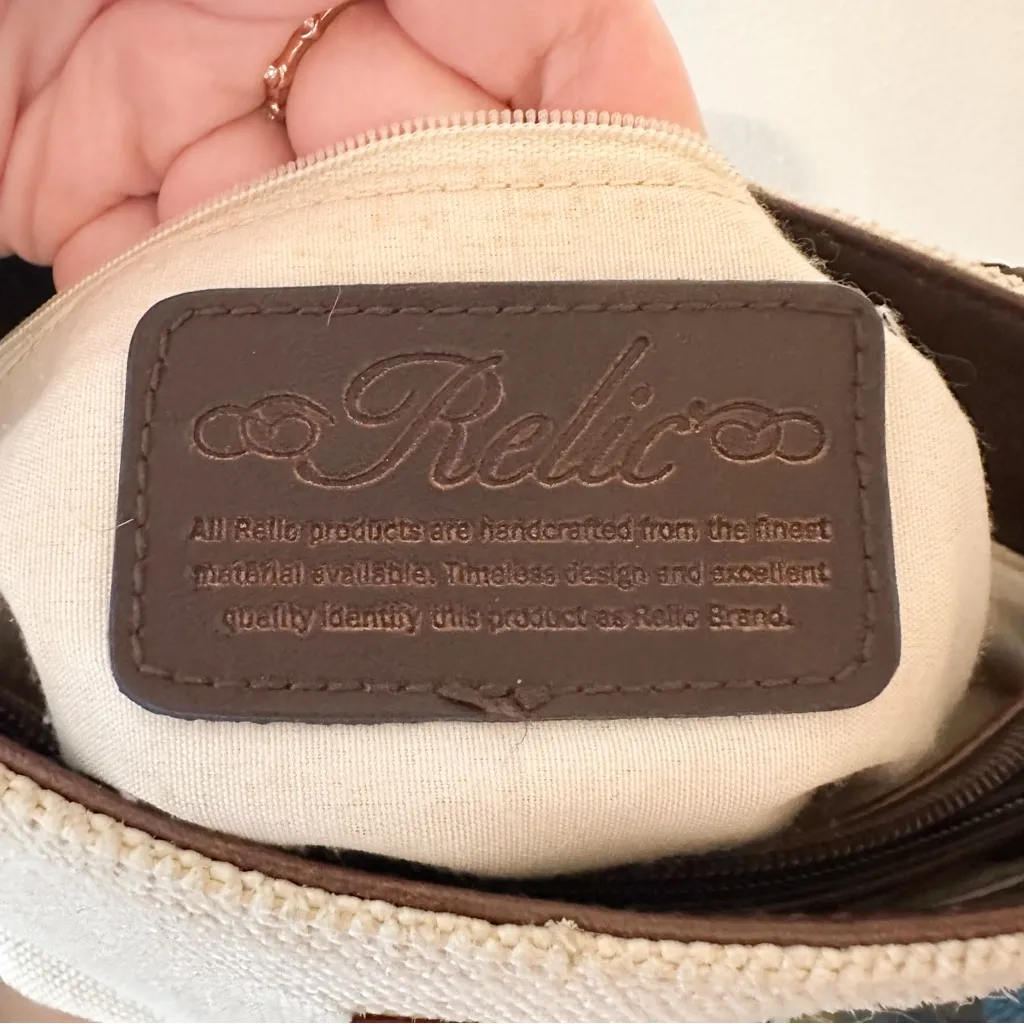 Relic
All Relic products are handcrafted from the finest
material available. Timeless design and excellent
quality identify this product as Relic Brand.